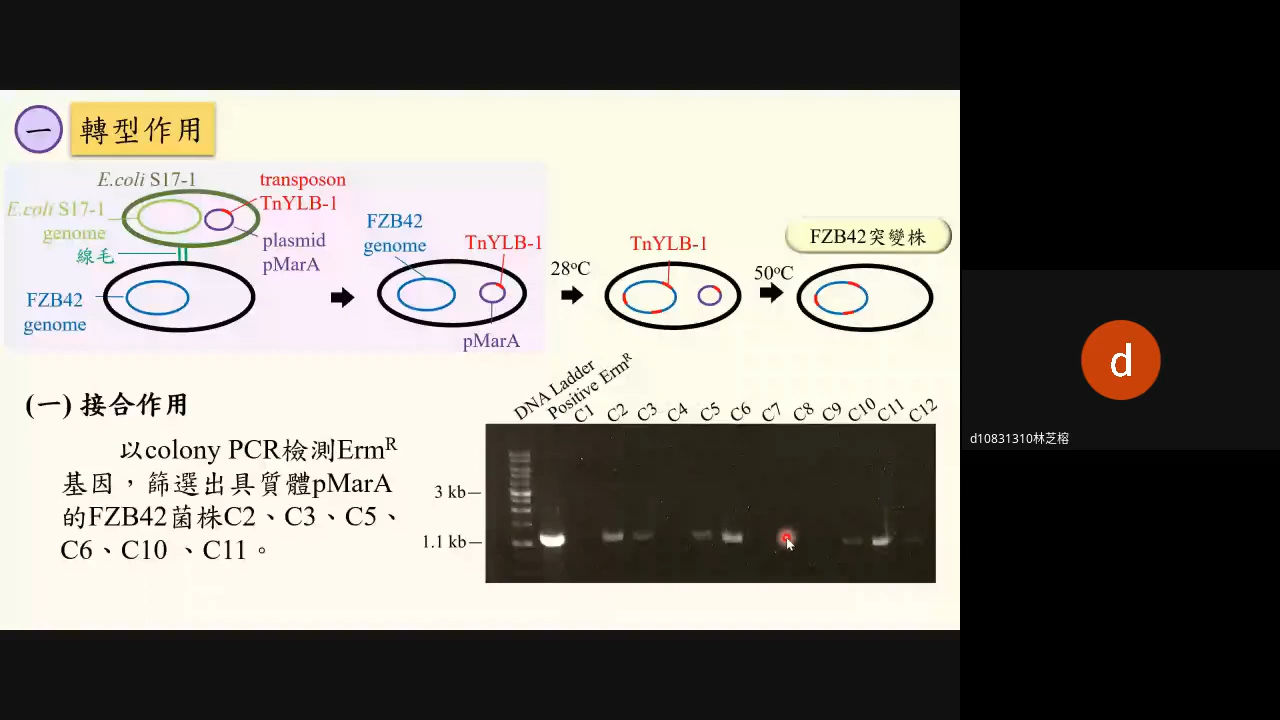 一
轉型作用
E.coli S17-1
transposon
TnYLB-1
E.coli S17-1
genome
plasmid
pMarA
線毛
FZB42
genome
FZB42
genome
TnYLB-1
pMarA
28°C
TnYLB-1
50°C
FZB42突變株
(一) 接合作用
以colony PCR檢測Ermᴿ
基因，篩選出具質體pMarA
的FZB42菌株C2、C3、C5、
C6、C10 、C11。
DNA Ladder
Positive Ermᴿ
C1
C2
C3
C4
C5
C6
C7
C8
C9
C10
C11
C12
3 kb
1.1 kb
d
d10831310林芝榕